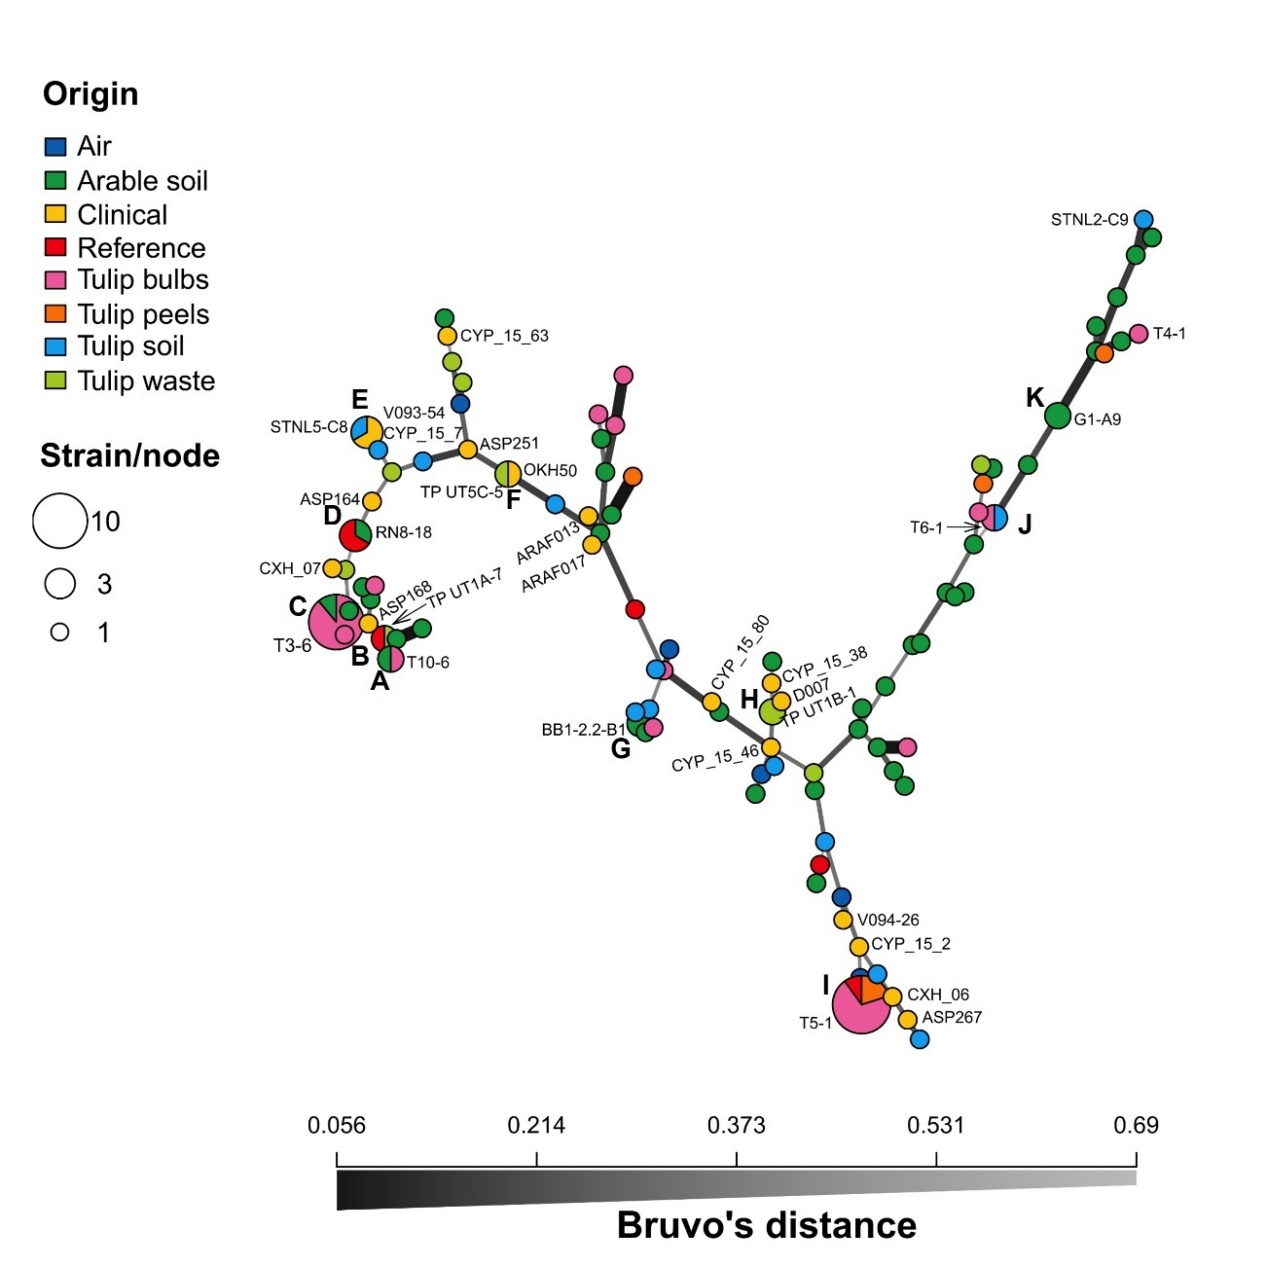 Origin
Air
Arable soil
Clinical
Reference
Tulip bulbs
Tulip peels
Tulip soil
Tulip waste
Strain/node
10
3
1
STNL2-C9
T4-1
K
G1-A9
T6-1
J
CYP_15_63
E
V093-54
STNL5-C8
CYP_15_7
ASP251
OKH50
TP UT5C-5
F
ASP164
D
RN8-18
ARAF013
ARAF017
CXH_07
ASP168
TP UT1A-7
C
T3-6
B
T10-6
A
CYP_15_80
CYP_15_38
D007
H
TP UT1B-1
BB1-2.2-B1
G
CYP_15_46
V094-26
CYP_15_2
I
CXH_06
T5-1
ASP267
0.056 0.214 0.373 0.531 0.69
Bruvo's distance